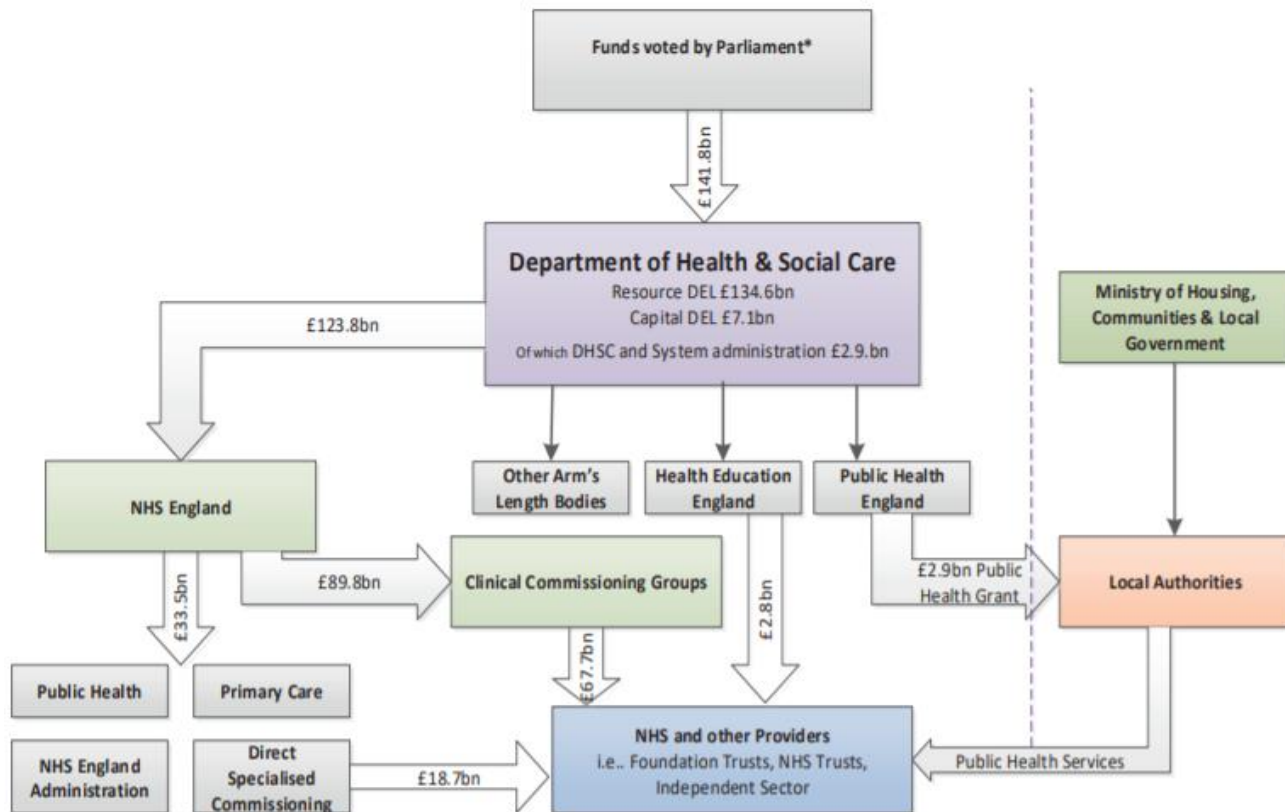 Funds voted by Parliament*
£141.8bn
Department of Health & Social Care
Resource DEL £134.6bn
Capital DEL £7.1bn
Of which DHSC and System administration £2.9.bn
Ministry of Housing,
Communities & Local
Government
£123.8bn
Other Arm's
Length Bodies
Health Education
England
Public Health
England
NHS England
£89.8bn
Clinical Commissioning Groups
£2.9bn Public
Health Grant
Local Authorities
£33.5bn
£67.7bn
£2.8bn
Public Health
Primary Care
NHS England
Administration
Direct
Specialised
Commissioning
£18.7bn
NHS and other Providers
i.e.. Foundation Trusts, NHS Trusts,
Independent Sector
Public Health Services